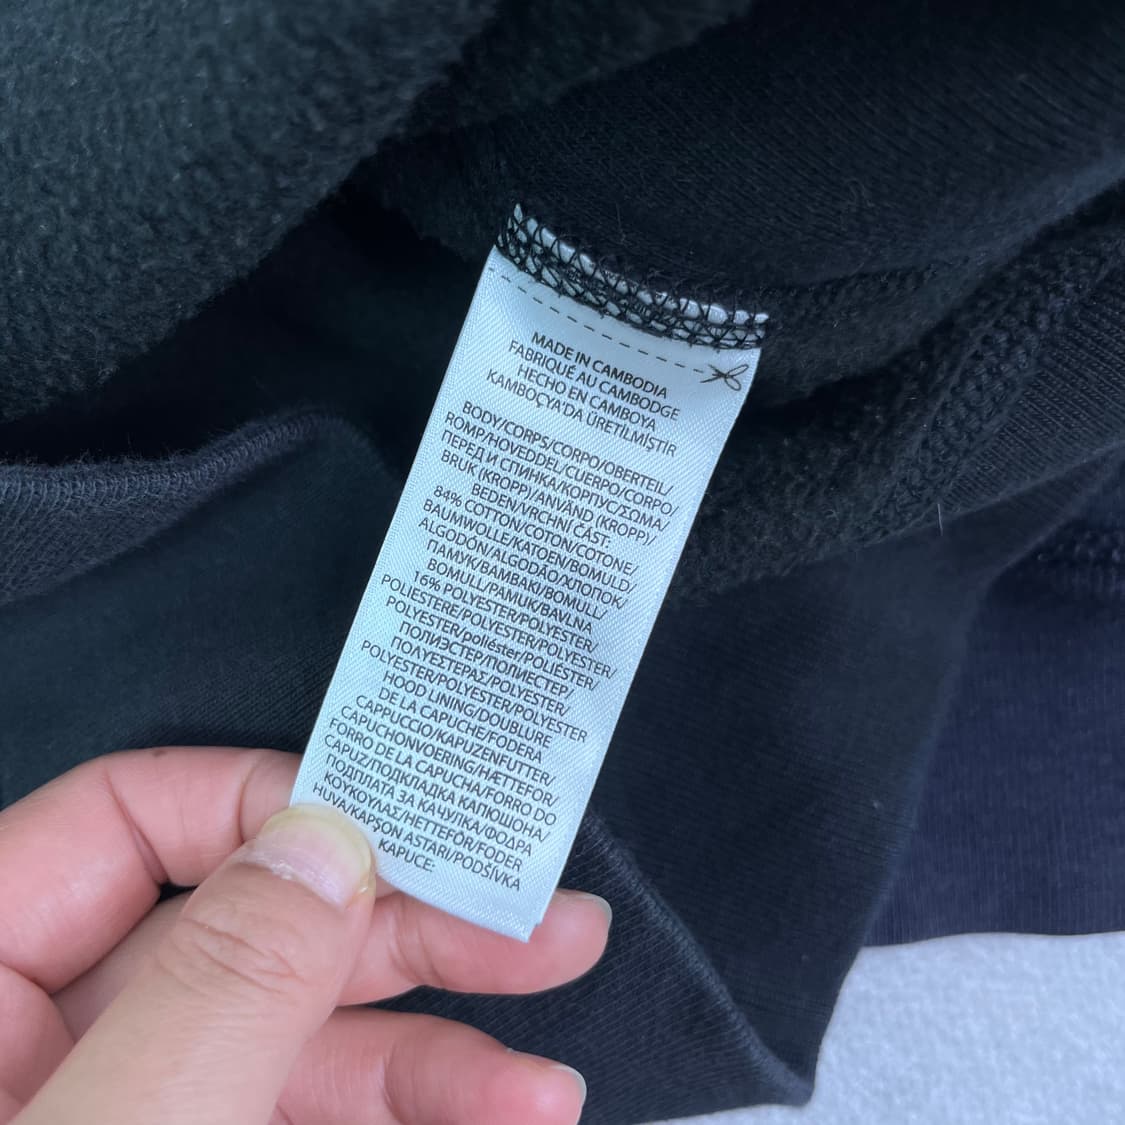 MADE IN CAMBODIA
FABRIQUÉ AU CAMBODGE
HECHO EN CAMBOYA
KAMBOÇYA'DA ÜRETİLMİŞTİR
BODY/CORPS/CORPO/OBERTEIL/
ROMP/HOVEDDEL/CUERPO/CORPO/
ПЕРЕД И СПИНКА/КОРПУС/ΣΩΜΑ/
BRUK (KROPP)/ANVÄND (KROPP)/
BEDEN/VRCHNÍ ČÁST:
84% COTTON/COTON/COTONE/
BAUMWOLLE/KATOEN/BOMULD/
ALGODÓN/ALGODÃO/ХЛОПОК/
ПАМУК/ΒΑΜΒΑΚΙ/BOMULL/
BOMULL/PAMUK/BAVLNA
16% POLYESTER/POLYESTER/
POLIESTERE/POLYESTER/POLYESTER/
POLYESTER/poliéster/POLIÉSTER/
ПОЛИЭСТЕР/ПОЛИЕСТЕР/
ΠΟΛΥΕΣΤΕΡΑΣ/POLYESTER/
POLYESTER/POLYESTER/POLYESTER
HOOD LINING/DOUBLURE
DE LA CAPUCHE/FODERA
CAPPUCCIO/KAPUZENFUTTER/
CAPUCHONVOERING/HÆTTEFOR/
FORRO DE LA CAPUCHA/FORRO DO
CAPUZ/ПОДКЛАДКА КАПЮШОНА/
ПОДПЛАТА ЗА КАЧУЛКА/ΦΟΔΡΑ
ΚΟΥΚΟΥΛΑΣ/HETTEFÔR/FODER
HUVA/KAPŞON ASTARI/PODŠÍVKA
KAPUCE: